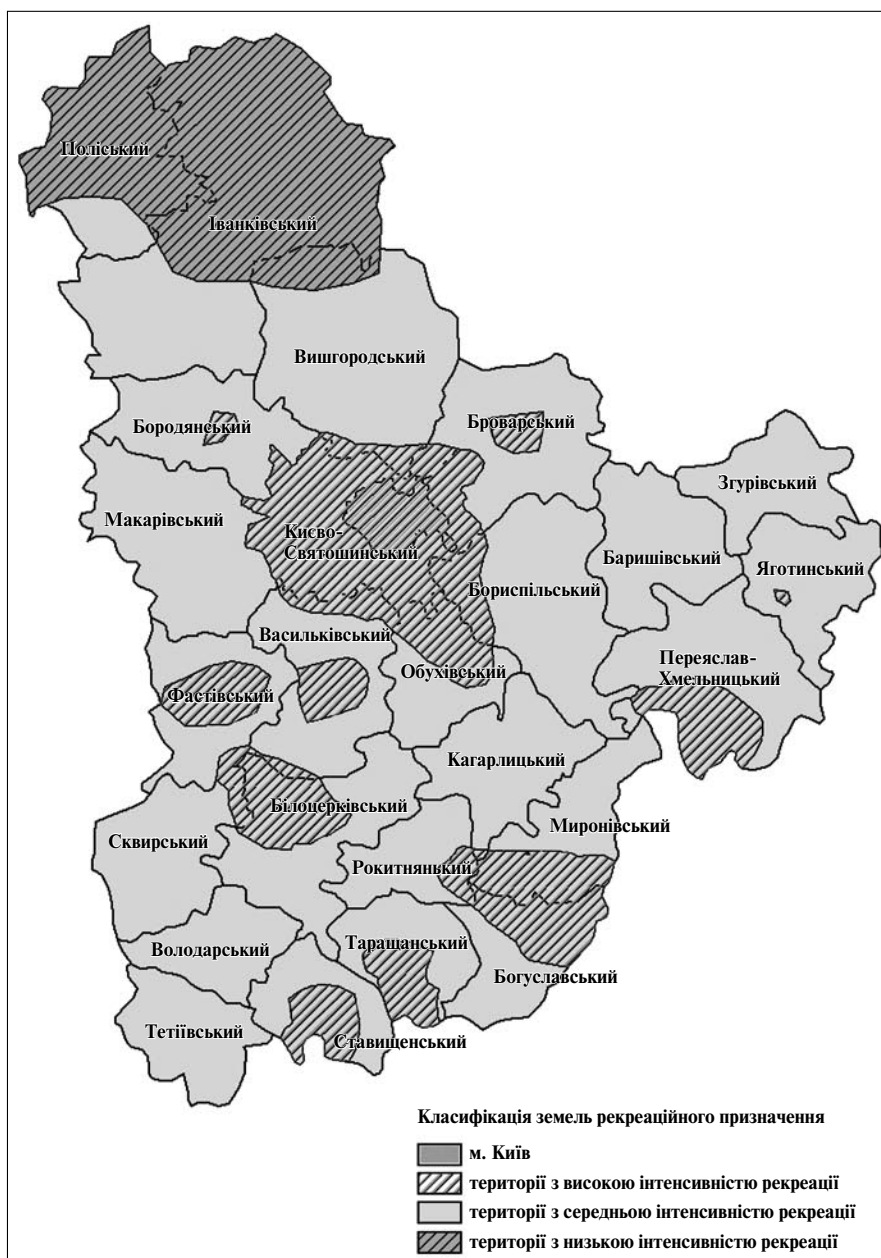 Поліський
Іванківський
Вишгородський
Бородянський
Броварський
Згурівський
Макарівський
Києво-
Святошинський
Баришівський
Яготинський
Бориспільський
Васильківський
Переяслав-
Хмельницький
Обухівський
Фастівський
Кагарлицький
Білоцерківський
Миронівський
Сквирський
Рокитнянький
Таращанський
Володарський
Богуславський
Тетіївський
Ставищенський
Класифікація земель рекреаційного призначення
м. Київ
території з високою інтенсивністю рекреації
території з середньою інтенсивністю рекреації
території з низькою інтенсивністю рекреації